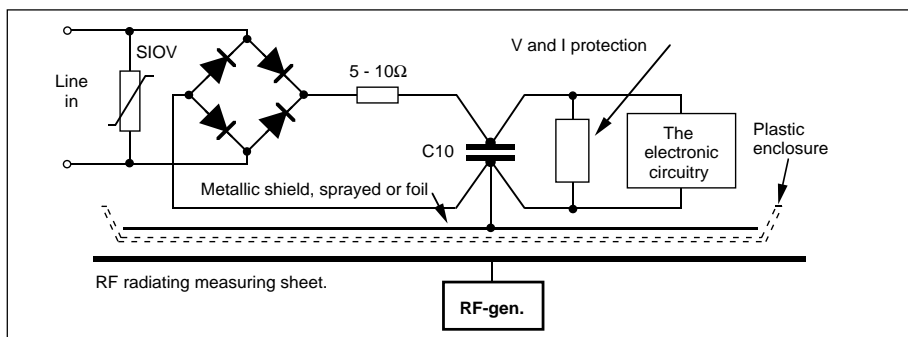 SIOV
Line
in
5 - 10Ω
V and I protection
C10
The
electronic
circuitry
Plastic
enclosure
Metallic shield, sprayed or foil
RF radiating measuring sheet.
RF-gen.